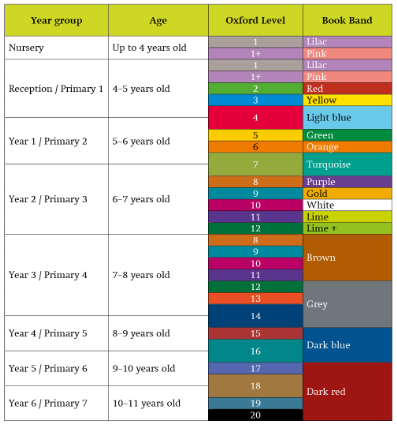 Year group Age Oxford Level Book Band
Nursery Up to 4 years old 1 Lilac
1+ Pink
Reception / Primary 1 4–5 years old 1 Lilac
1+ Pink
2 Red
3 Yellow
4 Light blue
Year 1 / Primary 2 5–6 years old 5 Green
6 Orange
7 Turquoise
Year 2 / Primary 3 6–7 years old 8 Purple
9 Gold
10 White
11 Lime
12 Lime +
Year 3 / Primary 4 7–8 years old 8 Brown
9
10
11
12 Grey
13
14
Year 4 / Primary 5 8–9 years old 15 Dark blue
16
Year 5 / Primary 6 9–10 years old 17 Dark red
18
Year 6 / Primary 7 10–11 years old 19
20